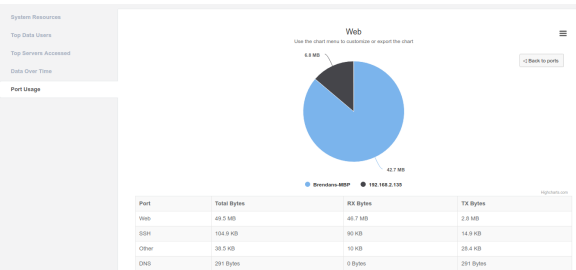 System Resources
Top Data Users
Top Servers Accessed
Data Over Time
Port Usage
Web
Use the chart menu to customize or export the chart
◁ Back to ports
6.8 MB
42.7 MB
Brendans-MBP 192.168.2.135
Highcharts.com
Port Total Bytes RX Bytes TX Bytes
Web 49.5 MB 46.7 MB 2.8 MB
SSH 104.9 KB 90 KB 14.9 KB
Other 38.5 KB 10 KB 28.4 KB
DNS 291 Bytes 0 Bytes 291 Bytes